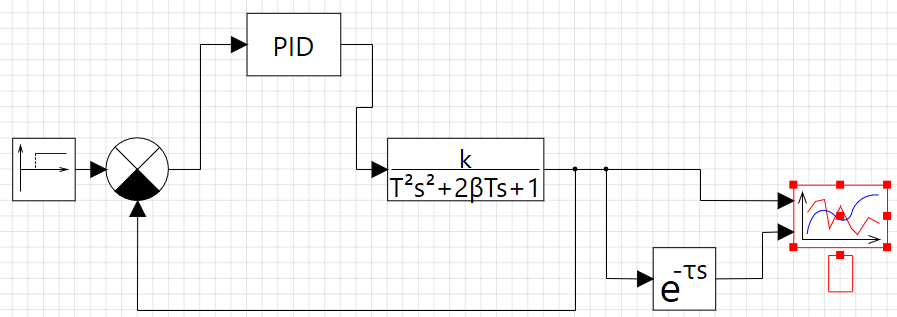 PID
k
T²s²+2βTs+1
e-τs